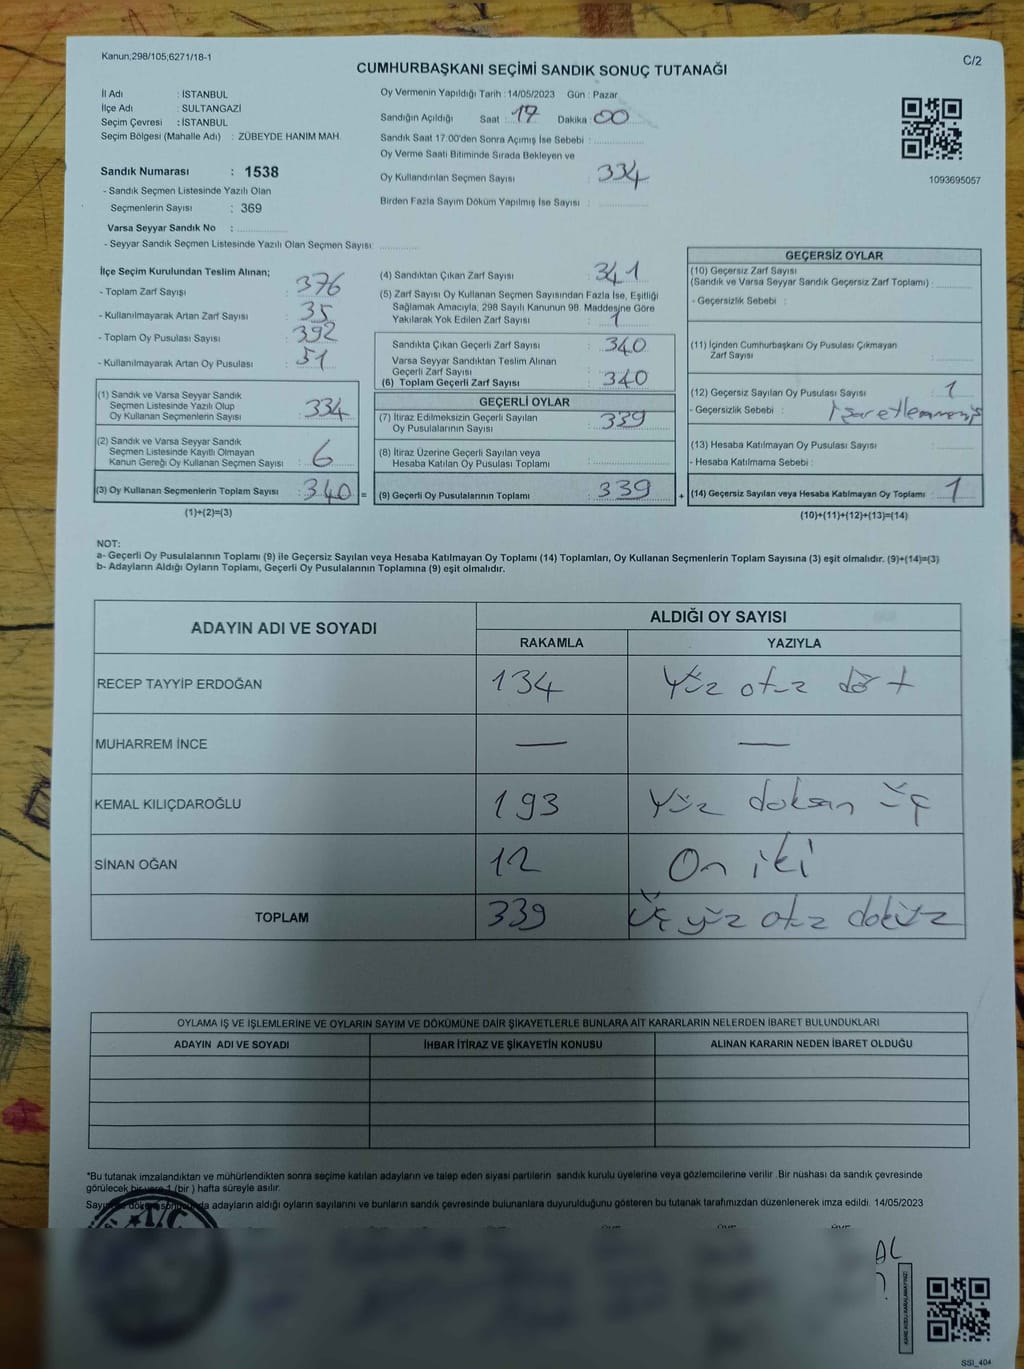 Kanun;298/105;6271/18-1
C/2
CUMHURBAŞKANI SEÇİMİ SANDIK SONUÇ TUTANAĞI
İl Adı : İSTANBUL
İlçe Adı : SULTANGAZİ
Seçim Çevresi : İSTANBUL
Seçim Bölgesi (Mahalle Adı) : ZÜBEYDE HANIM MAH.
Sandık Numarası : 1538
- Sandık Seçmen Listesinde Yazılı Olan
Seçmenlerin Sayısı : 369
Varsa Seyyar Sandık No :
- Seyyar Sandık Seçmen Listesinde Yazılı Olan Seçmen Sayısı:
Oy Vermenin Yapıldığı Tarih : 14/05/2023 Gün : Pazar
Sandığın Açıldığı Saat : 17 Dakika : 00
Sandık Saat 17:00'den Sonra Açımış İse Sebebi :
Oy Verme Saati Bitiminde Sırada Bekleyen ve
Oy Kullandırılan Seçmen Sayısı : 334
Birden Fazla Sayım Döküm Yapılmış İse Sayısı :
1093695057
İlçe Seçim Kurulundan Teslim Alınan;
- Toplam Zarf Sayısı : 376
- Kullanılmayarak Artan Zarf Sayısı : 35
- Toplam Oy Pusulası Sayısı : 392
- Kullanılmayarak Artan Oy Pusulası : 51
(1) Sandık ve Varsa Seyyar Sandık
Seçmen Listesinde Yazılı Olup
Oy Kullanan Seçmenlerin Sayısı : 334
(2) Sandık ve Varsa Seyyar Sandık
Seçmen Listesinde Kayıtlı Olmayan
Kanun Gereği Oy Kullanan Seçmen Sayısı : 6
(3) Oy Kullanan Seçmenlerin Toplam Sayısı : 340 =
(1)+(2)=(3)
(4) Sandıktan Çıkan Zarf Sayısı : 341
(5) Zarf Sayısı Oy Kullanan Seçmen Sayısından Fazla İse, Eşitliği
Sağlamak Amacıyla, 298 Sayılı Kanunun 98. Maddesine Göre
Yakılarak Yok Edilen Zarf Sayısı : 1
Sandıkta Çıkan Geçerli Zarf Sayısı : 340
Varsa Seyyar Sandıktan Teslim Alınan
Geçerli Zarf Sayısı
(6) Toplam Geçerli Zarf Sayısı : 340
GEÇERLİ OYLAR
(7) İtiraz Edilmeksizin Geçerli Sayılan
Oy Pusulalarının Sayısı : 339
(8) İtiraz Üzerine Geçerli Sayılan veya
Hesaba Katılan Oy Pusulası Toplamı :
(9) Geçerli Oy Pusulalarının Toplamı : 339 +
GEÇERSİZ OYLAR
(10) Geçersiz Zarf Sayısı
(Sandık ve Varsa Seyyar Sandık Geçersiz Zarf Toplamı) :
- Geçersizlik Sebebi :
(11) İçinden Cumhurbaşkanı Oy Pusulası Çıkmayan
Zarf Sayısı :
(12) Geçersiz Sayılan Oy Pusulası Sayısı : 1
- Geçersizlik Sebebi : İşaretlenmemiş
(13) Hesaba Katılmayan Oy Pusulası Sayısı :
- Hesaba Katılmama Sebebi :
(14) Geçersiz Sayılan veya Hesaba Katılmayan Oy Toplamı : 1
(10)+(11)+(12)+(13)=(14)
NOT:
a- Geçerli Oy Pusulalarının Toplamı (9) ile Geçersiz Sayılan veya Hesaba Katılmayan Oy Toplamı (14) Toplamları, Oy Kullanan Seçmenlerin Toplam Sayısına (3) eşit olmalıdır. (9)+(14)=(3)
b- Adayların Aldığı Oyların Toplamı, Geçerli Oy Pusulalarının Toplamına (9) eşit olmalıdır.
ADAYIN ADI VE SOYADI
ALDIĞI OY SAYISI
RAKAMLA YAZIYLA
RECEP TAYYİP ERDOĞAN 134 Yüz otuz dört
MUHARREM İNCE — —
KEMAL KILIÇDAROĞLU 193 Yüz doksan üç
SİNAN OĞAN 12 On iki
TOPLAM 339 Üç yüz otuz dokuz
OYLAMA İŞ VE İŞLEMLERİNE VE OYLARIN SAYIM VE DÖKÜMÜNE DAİR ŞİKAYETLERLE BUNLARA AİT KARARLARIN NELERDEN İBARET BULUNDUKLARI
ADAYIN ADI VE SOYADI İHBAR İTİRAZ VE ŞİKAYETİN KONUSU ALINAN KARARIN NEDEN İBARET OLDUĞU
*Bu tutanak imzalandıktan ve mühürlendikten sonra seçime katılan adayların ve talep eden siyasi partilerin sandık kurulu üyelerine veya gözlemcilerine verilir. Bir nüshası da sandık çevresinde
görülecek bir yere 1 (bir) hafta süreyle asılır.
adayların aldığı oyların sayılarını ve bunların sandık çevresinde bulunanlara duyurulduğunu gösteren bu tutanak tarafımızdan düzenlenerek imza edildi. 14/05/2023
T.C
AL
SSI_404